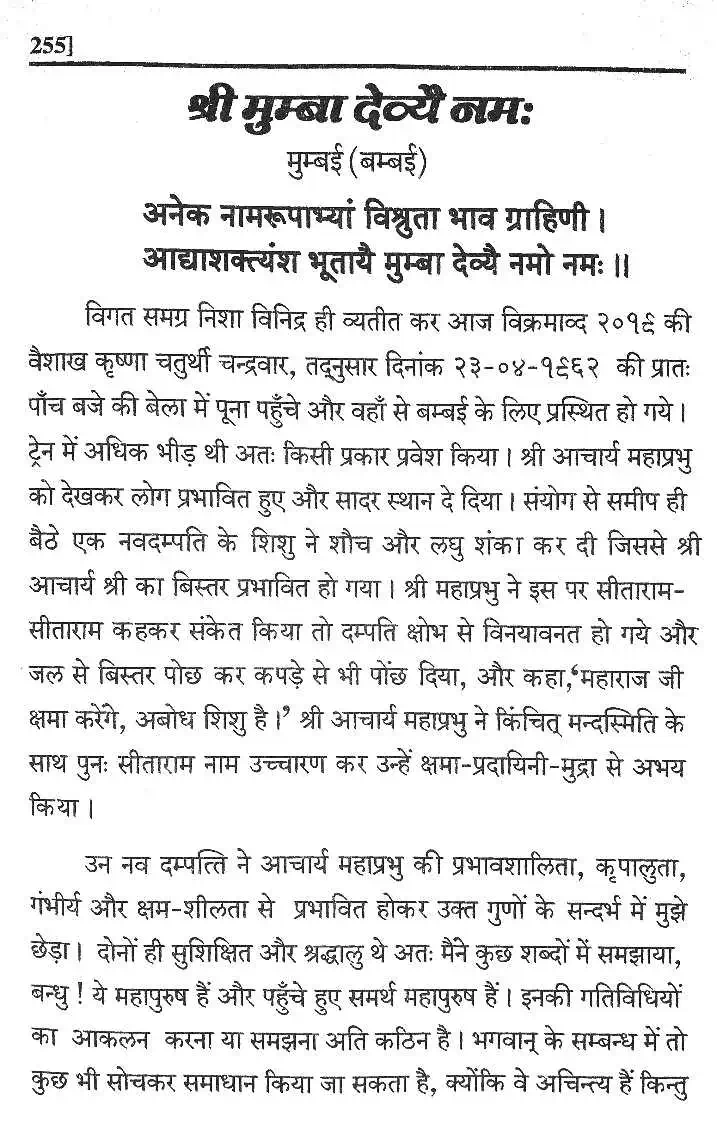 255]
श्री मुम्बा देव्यै नमः
मुम्बई (बम्बई)
अनेक नामरूपाभ्यां विश्रुता भाव ग्राहिणी ।
आद्याशक्त्यंश भूतायै मुम्बा देव्यै नमो नमः ॥
विगत समग्र निशा विनिद्र ही व्यतीत कर आज विक्रमाव्द २०१९ की
वैशाख कृष्णा चतुर्थी चन्द्रवार, तद्नुसार दिनांक २३-०४-१९६२ की प्रातः
पाँच बजे की बेला में पूना पहुँचे और वहाँ से बम्बई के लिए प्रस्थित हो गये ।
ट्रेन में अधिक भीड़ थी अतः किसी प्रकार प्रवेश किया । श्री आचार्य महाप्रभु
को देखकर लोग प्रभावित हुए और सादर स्थान दे दिया । संयोग से समीप ही
बैठे एक नवदम्पति के शिशु ने शौच और लघु शंका कर दी जिससे श्री
आचार्य श्री का बिस्तर प्रभावित हो गया । श्री महाप्रभु ने इस पर सीताराम-
सीताराम कहकर संकेत किया तो दम्पति क्षोभ से विनयावनत हो गये और
जल से बिस्तर पोछ कर कपड़े से भी पोंछ दिया, और कहा,‘महाराज जी
क्षमा करेंगे, अबोध शिशु है ।’ श्री आचार्य महाप्रभु ने किंचित् मन्दस्मिति के
साथ पुनः सीताराम नाम उच्चारण कर उन्हें क्षमा-प्रदायिनी-मुद्रा से अभय
किया ।
उन नव दम्पत्ति ने आचार्य महाप्रभु की प्रभावशालिता, कृपालुता,
गंभीर्य और क्षम-शीलता से प्रभावित होकर उक्त गुणों के सन्दर्भ में मुझे
छेड़ा । दोनों ही सुशिक्षित और श्रद्धालु थे अतः मैंने कुछ शब्दों में समझाया,
बन्धु ! ये महापुरुष हैं और पहुँचे हुए समर्थ महापुरुष हैं । इनकी गतिविधियों
का आकलन करना या समझना अति कठिन है । भगवान् के सम्बन्ध में तो
कुछ भी सोचकर समाधान किया जा सकता है, क्योंकि वे अचिन्त्य हैं किन्तु